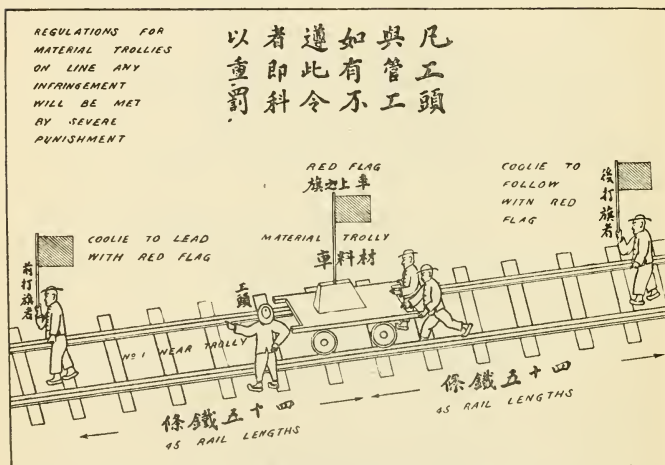 REGULATIONS FOR
MATERIAL TROLLIES
ON LINE ANY
INFRINGEMENT
WILL BE MET
BY SEVERE
PUNISHMENT
凡工頭
與管工
如有不
遵此令
者即科
以重罰
RED FLAG
車上之旗
COOLIE TO
FOLLOW
WITH RED
FLAG
後打旗者
前打旗者
COOLIE TO LEAD
WITH RED FLAG
MATERIAL TROLLY
材料車
工頭
No 1 NEAR TROLLY
四十五鐵條
45 RAIL LENGTHS
四十五鐵條
45 RAIL LENGTHS